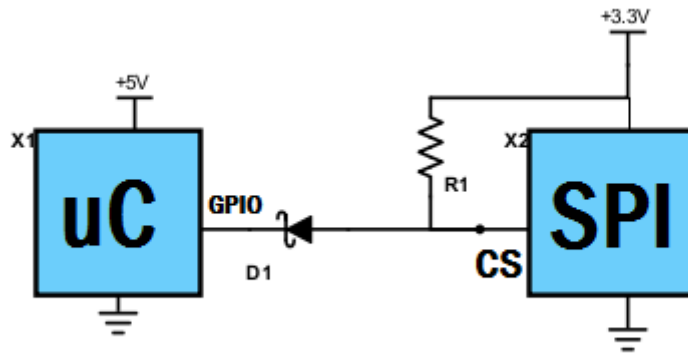 +3.3V
+5V
X1
X2
uC
GPIO
R1
SPI
D1
CS